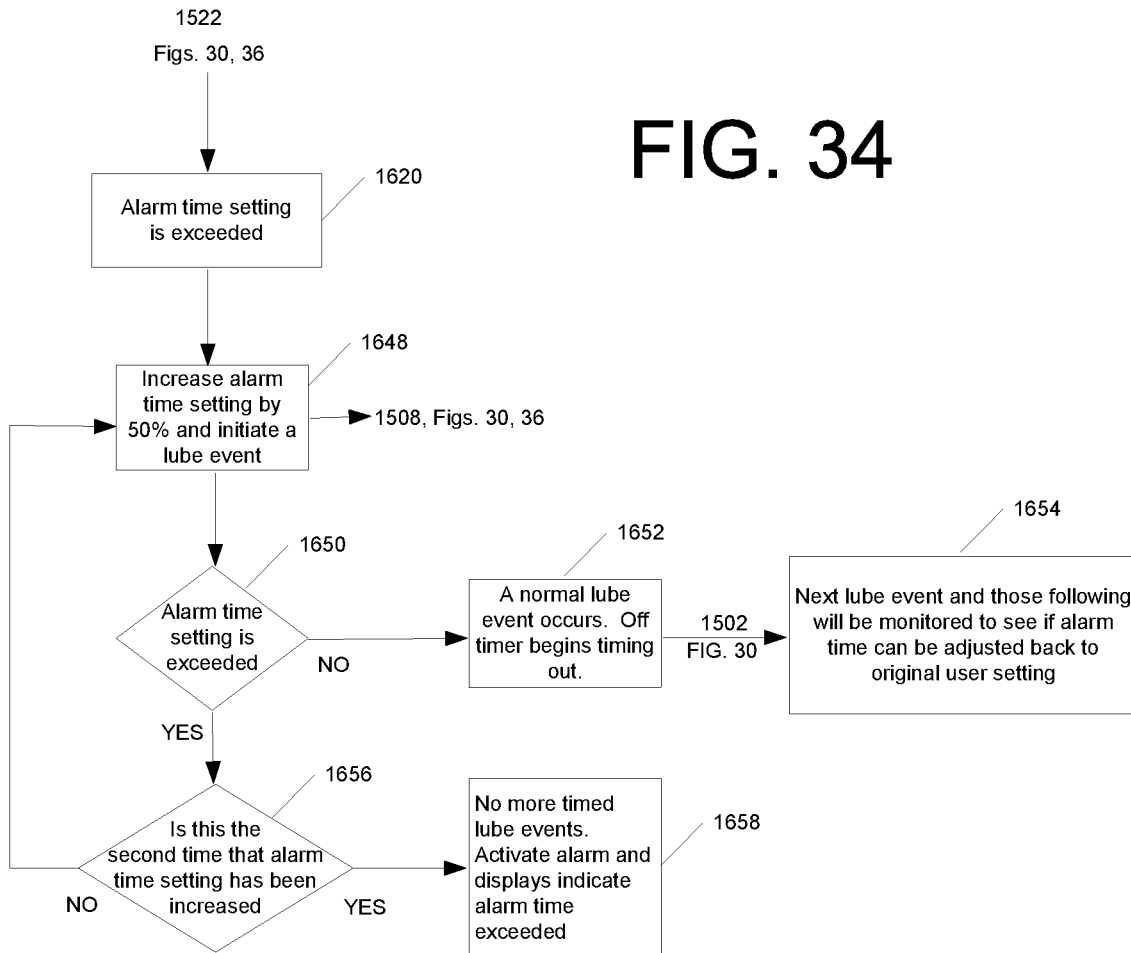 1522
Figs. 30, 36
FIG. 34
1620
Alarm time setting
is exceeded
1648
Increase alarm
time setting by
50% and initiate a
lube event
1508, Figs. 30, 36
1650
Alarm time
setting is
exceeded
NO
YES
1652
A normal lube
event occurs.  Off
timer begins timing
out.
1502
FIG. 30
1654
Next lube event and those following
will be monitored to see if alarm
time can be adjusted back to
original user setting
1656
Is this the
second time that alarm
time setting has been
increased
NO
YES
1658
No more timed
lube events.
Activate alarm and
displays indicate
alarm time
exceeded